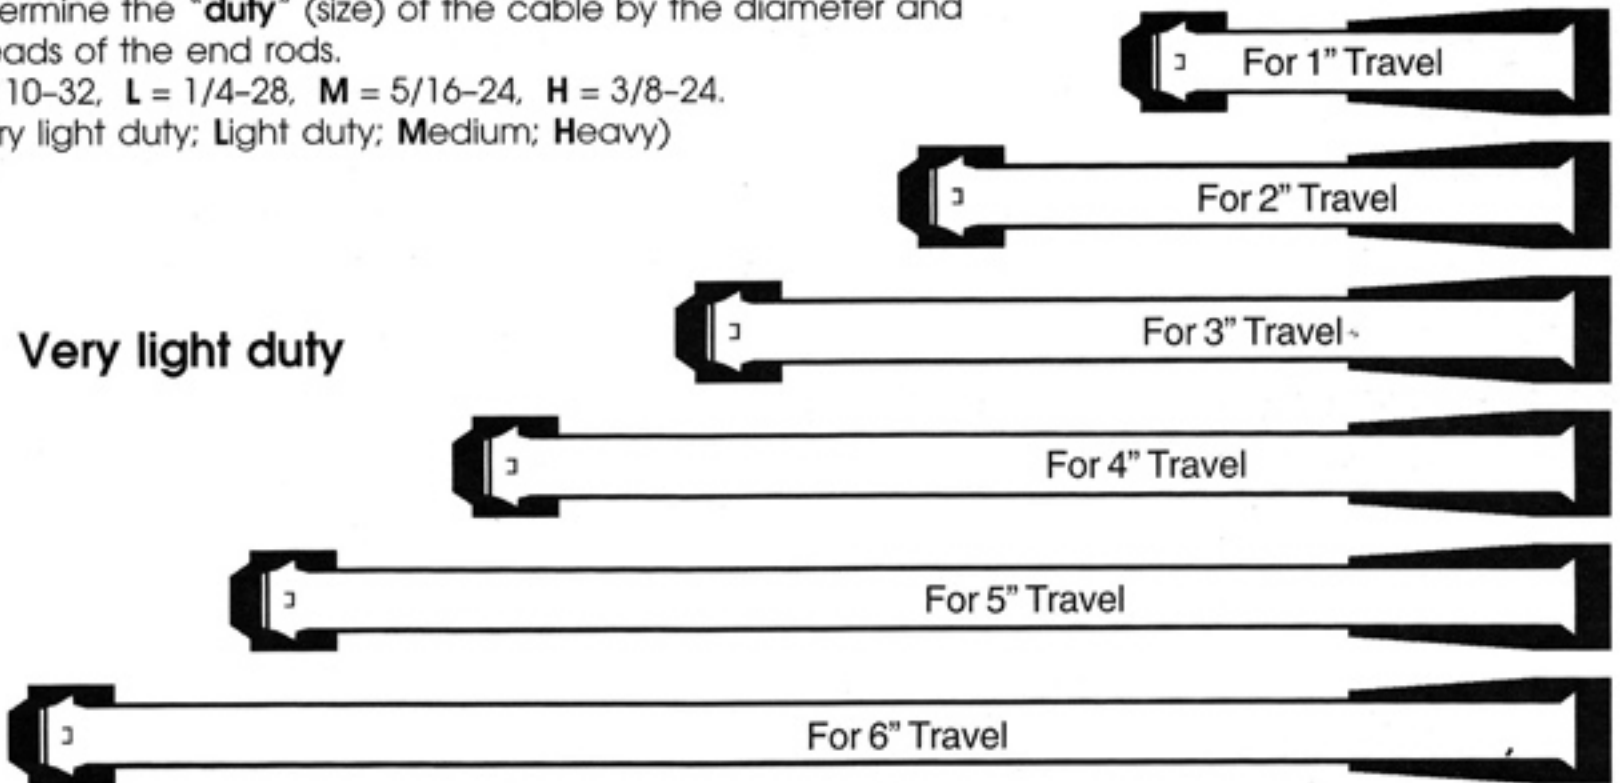 ermine the "duty" (size) of the cable by the diameter and
eads of the end rods.
10–32, L = 1/4–28, M = 5/16–24, H = 3/8–24.
ry light duty; Light duty; Medium; Heavy)
For 1” Travel
For 2” Travel
For 3” Travel
Very light duty
For 4” Travel
For 5” Travel
For 6” Travel